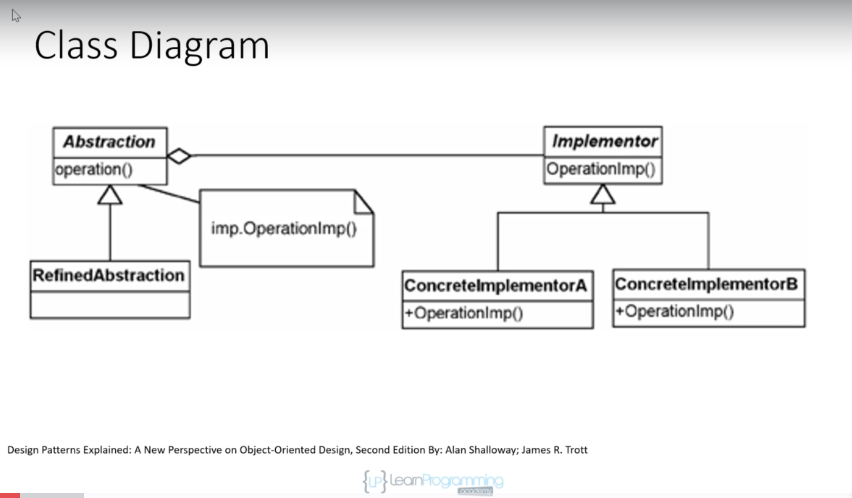 Class Diagram
Abstraction
operation()
imp.OperationImp()
RefinedAbstraction
Implementor
OperationImp()
ConcreteImplementorA
+OperationImp()
ConcreteImplementorB
+OperationImp()
Design Patterns Explained: A New Perspective on Object-Oriented Design, Second Edition By: Alan Shalloway; James R. Trott
{LP} LearnProgramming